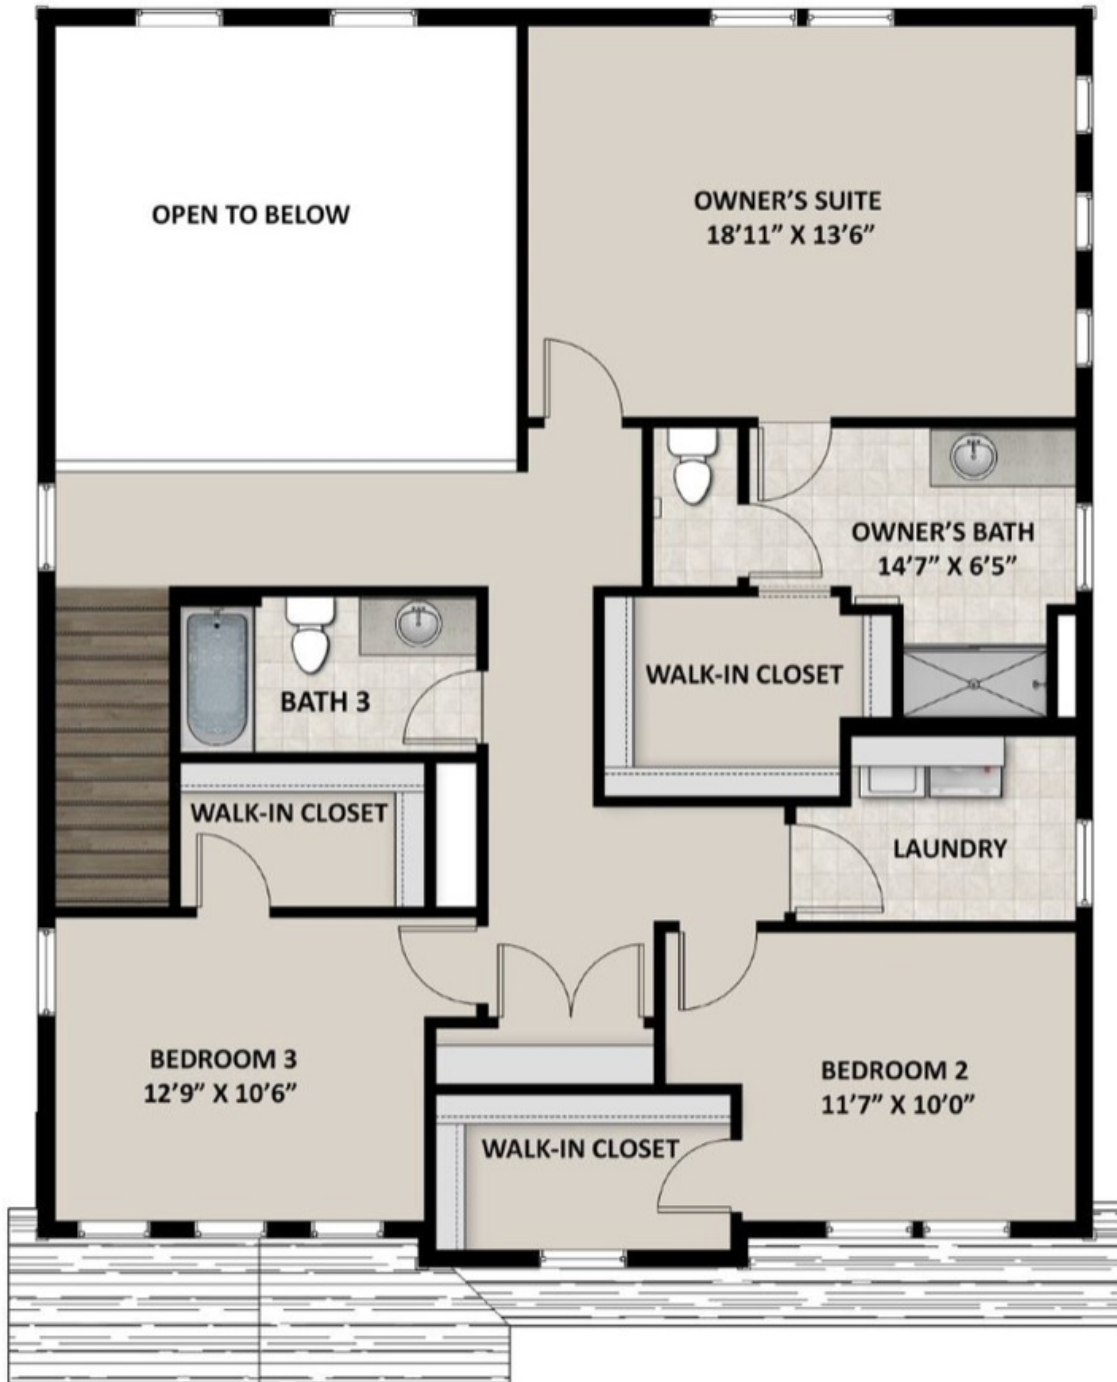 OPEN TO BELOW
OWNER'S SUITE
18'11" X 13'6"
OWNER'S BATH
14'7" X 6'5"
WALK-IN CLOSET
BATH 3
WALK-IN CLOSET
LAUNDRY
BEDROOM 3
12'9" X 10'6"
BEDROOM 2
11'7" X 10'0"
WALK-IN CLOSET